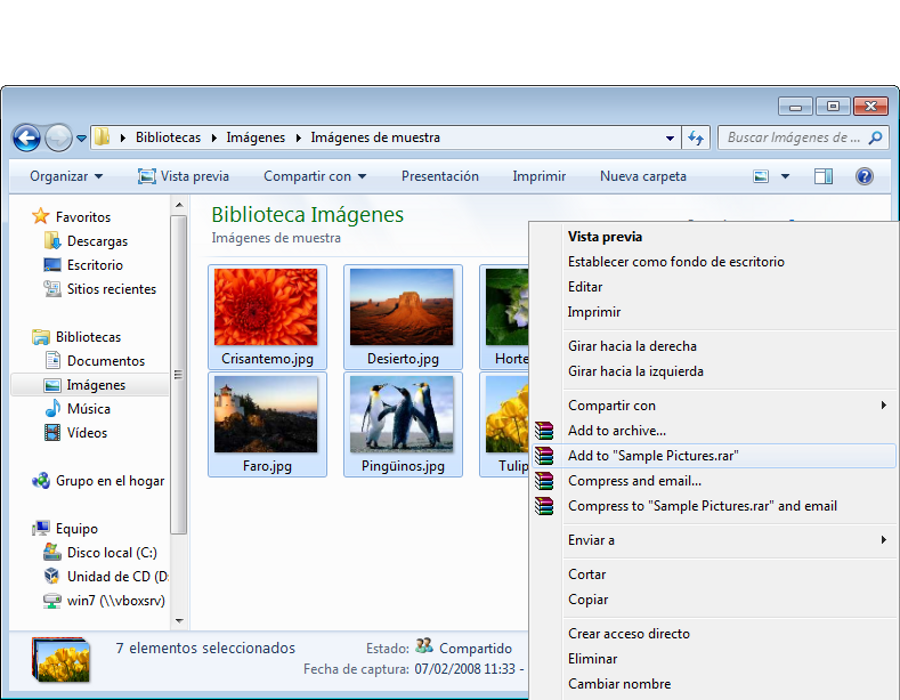 Bibliotecas Imágenes Imágenes de muestra
Buscar Imágenes de ...
Organizar Vista previa Compartir con Presentación Imprimir Nueva carpeta
Favoritos
Descargas
Escritorio
Sitios recientes
Bibliotecas
Documentos
Imágenes
Música
Vídeos
Grupo en el hogar
Equipo
Disco local (C:)
Unidad de CD (D:
win7 (\\vboxsrv)
Biblioteca Imágenes
Imágenes de muestra
Crisantemo.jpg
Desierto.jpg
Horte
Faro.jpg
Pingüinos.jpg
Tulip
Vista previa
Establecer como fondo de escritorio
Editar
Imprimir
Girar hacia la derecha
Girar hacia la izquierda
Compartir con
Add to archive...
Add to "Sample Pictures.rar"
Compress and email...
Compress to "Sample Pictures.rar" and email
Enviar a
Cortar
Copiar
Crear acceso directo
Eliminar
Cambiar nombre
7 elementos seleccionados
Estado: Compartido
Fecha de captura: 07/02/2008 11:33 -